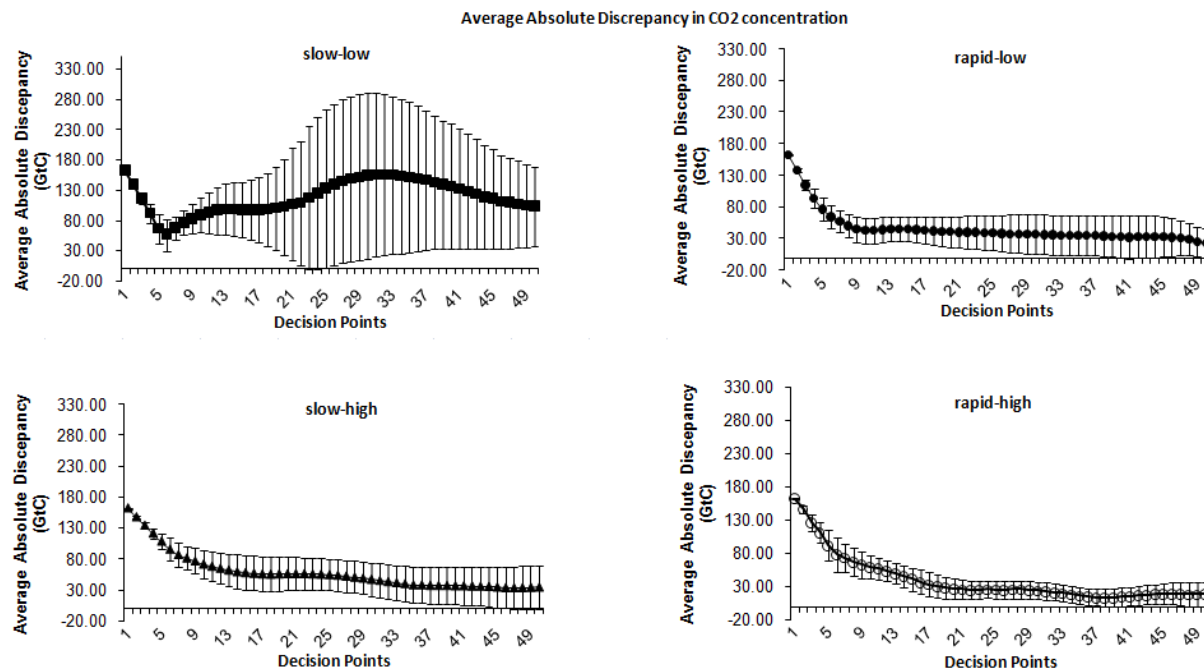 Average Absolute Discrepancy in CO2 concentration
slow-low
Average Absolute Discepancy
(GtC)
330.00
280.00
230.00
180.00
130.00
80.00
30.00
-20.00
1 5 9 13 17 21 25 29 33 37 41 45 49
Decision Points
rapid-low
Average Absolute Discepancy
(GtC)
330.00
280.00
230.00
180.00
130.00
80.00
30.00
-20.00
1 5 9 13 17 21 25 29 33 37 41 45 49
Decision Points
slow-high
Average Absolute Discepancy
(GtC)
330.00
280.00
230.00
180.00
130.00
80.00
30.00
-20.00
1 5 9 13 17 21 25 29 33 37 41 45 49
Decision Points
rapid-high
Average Absolute Discepancy
(GtC)
330.00
280.00
230.00
180.00
130.00
80.00
30.00
-20.00
1 5 9 13 17 21 25 29 33 37 41 45 49
Decision Points